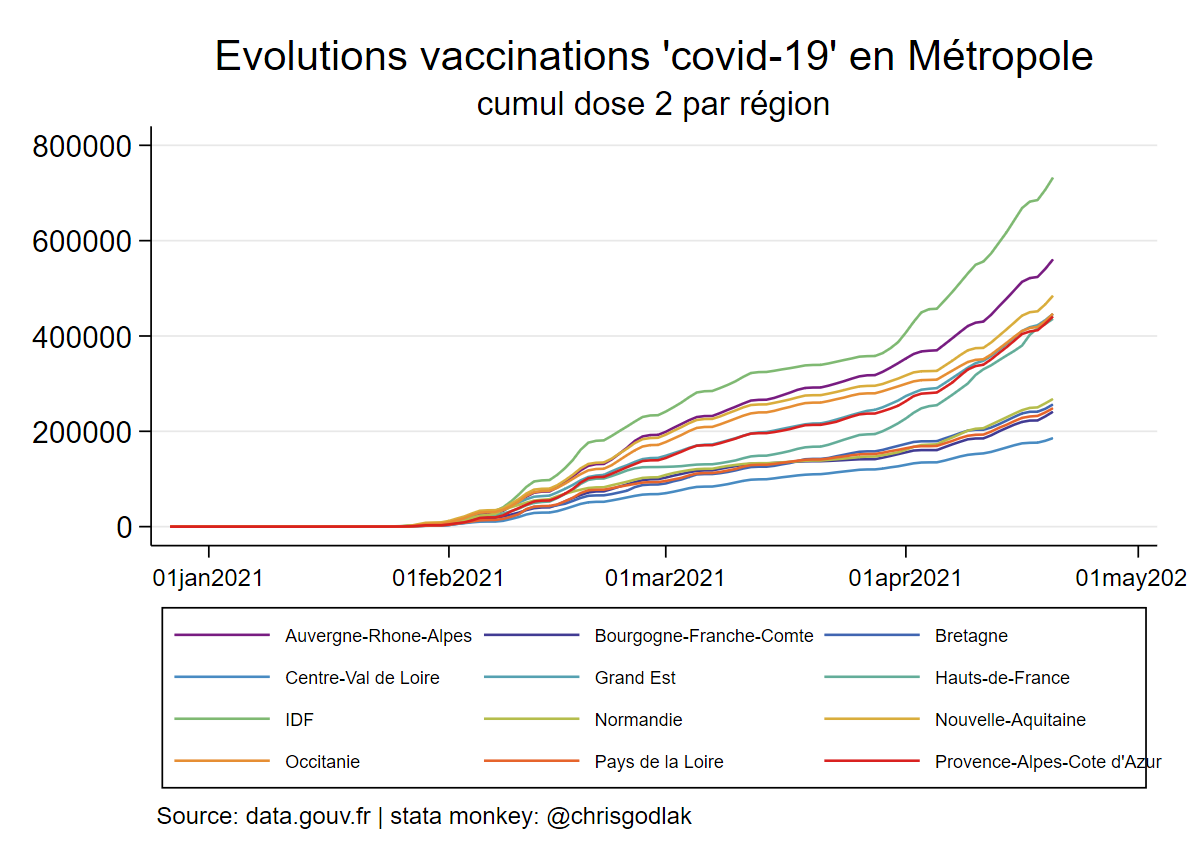 Evolutions vaccinations 'covid-19' en Métropole
cumul dose 2 par région
800000
600000
400000
200000
0
01jan2021 01feb2021 01mar2021 01apr2021 01may202
Auvergne-Rhone-Alpes Bourgogne-Franche-Comte Bretagne
Centre-Val de Loire Grand Est Hauts-de-France
IDF Normandie Nouvelle-Aquitaine
Occitanie Pays de la Loire Provence-Alpes-Cote d'Azur
Source: data.gouv.fr | stata monkey: @chrisgodlak